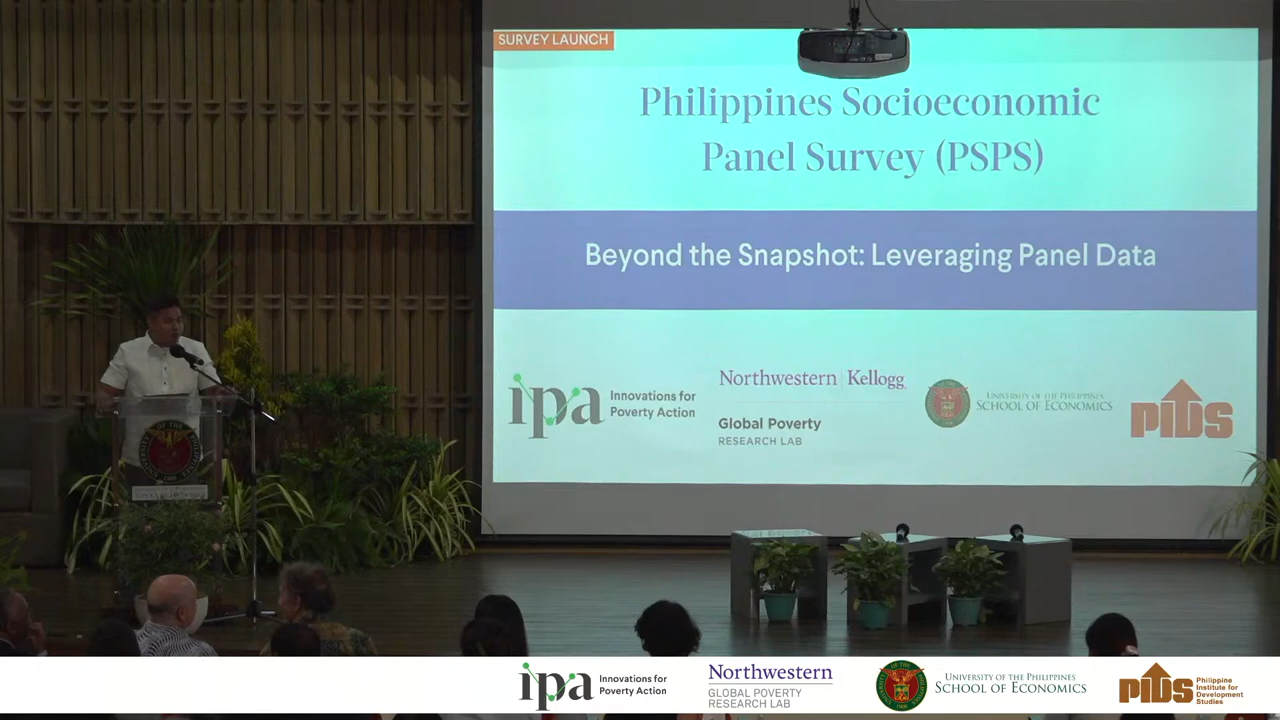 SURVEY LAUNCH
Philippines Socioeconomic
Panel Survey (PSPS)
Beyond the Snapshot: Leveraging Panel Data
ipa
Innovations for
Poverty Action
Northwestern | Kellogg
Global Poverty
RESEARCH LAB
UNIVERSITY OF THE PHILIPPINES
SCHOOL OF ECONOMICS
PIDS
ipa
Innovations for
Poverty Action
Northwestern
GLOBAL POVERTY
RESEARCH LAB
UNIVERSITY OF THE PHILIPPINES
SCHOOL OF ECONOMICS
PIDS
Philippine
Institute for
Development
Studies